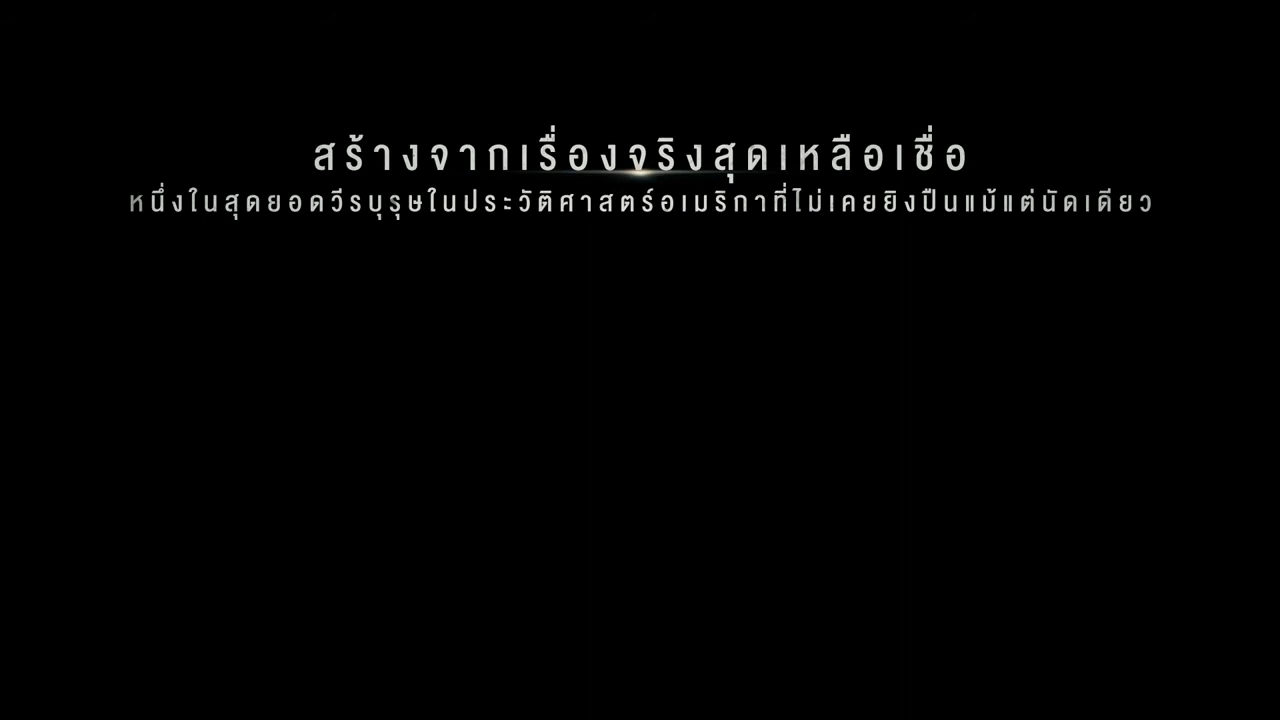 สร้างจากเรื่องจริงสุดเหลือเชื่อ
หนึ่งในสุดยอดวีรบุรุษในประวัติศาสตร์อเมริกาที่ไม่เคยยิงปืนแม้แต่นัดเดียว